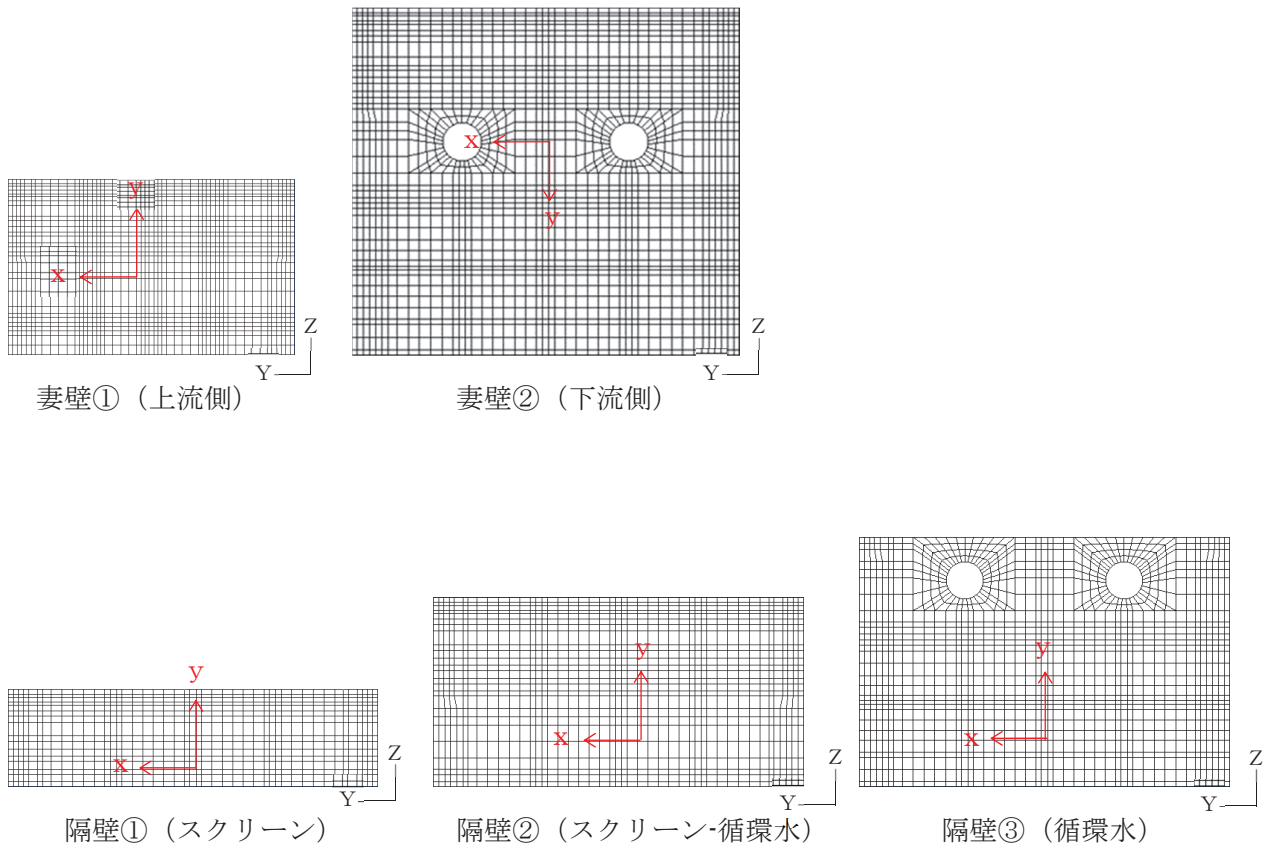 x
y
Z
Y
妻壁①（上流側）
x
y
Z
Y
妻壁②（下流側）
y
x
Z
Y
隔壁①（スクリーン）
y
x
Z
Y
隔壁②（スクリーン-循環水）
y
x
Z
Y
隔壁③（循環水）